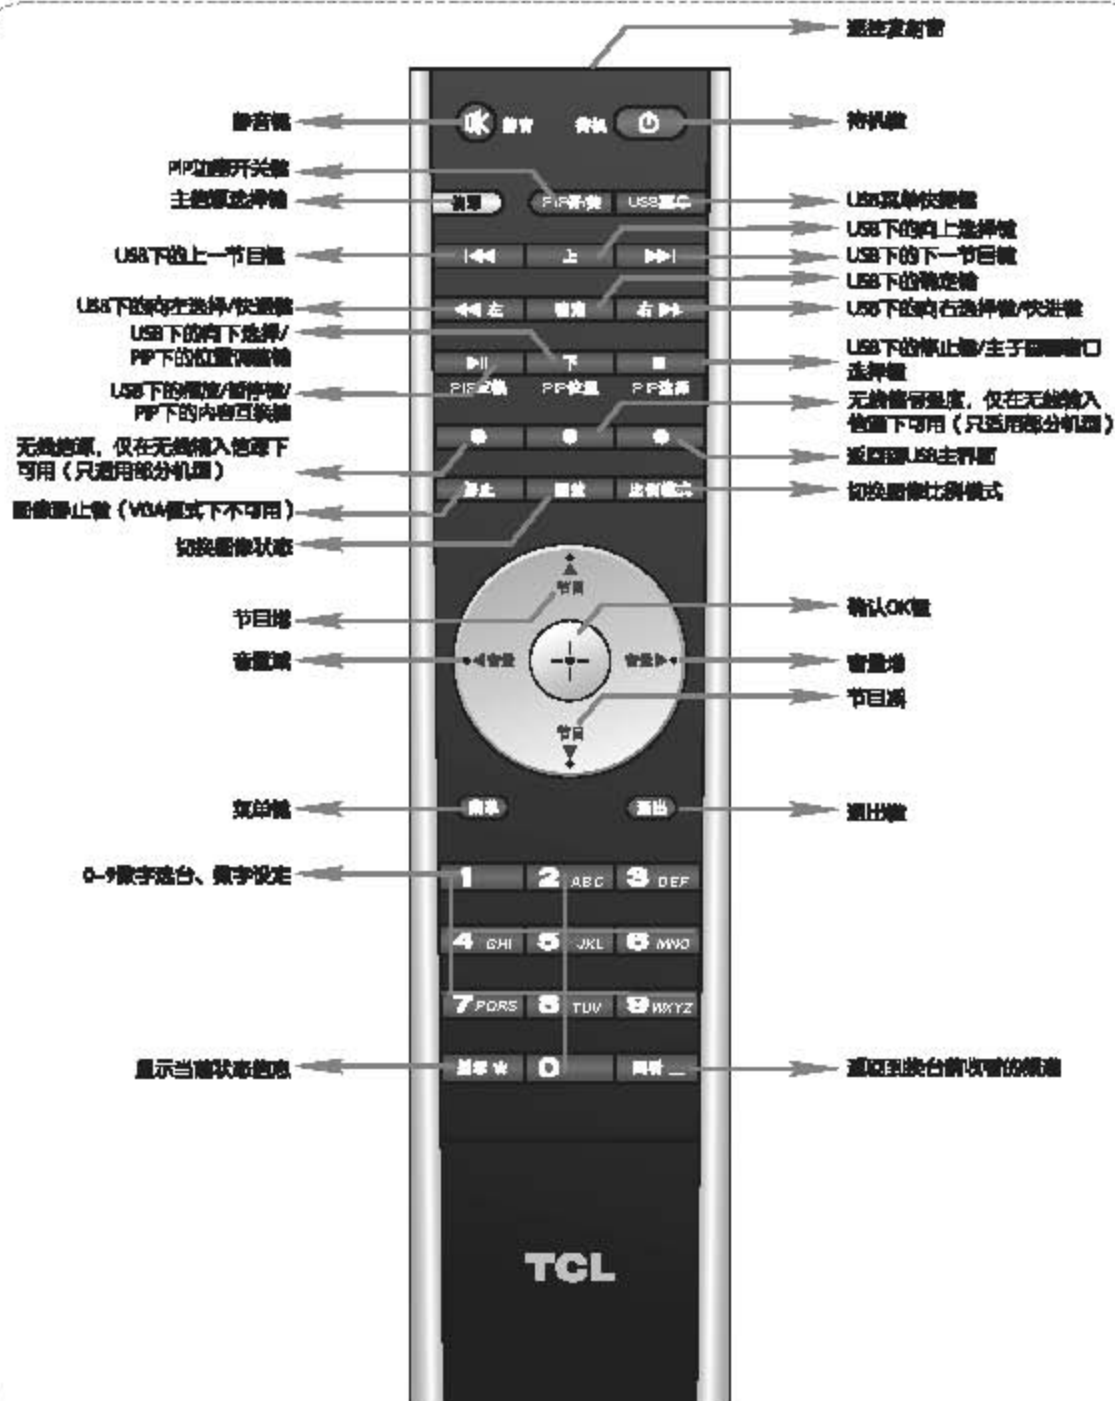 遥控发射窗
静音键
静音
待机
待机键
PIP功能开关键
主信源选择键
信源
PIP开/关
USB菜单
USB菜单快捷键
USB下的向上选择键
USB下的上一节目键
上
USB下的下一节目键
USB下的确定键
USB下的向左选择/快退键
左
确定
右
USB下的向右选择键/快进键
USB下的向下选择/
PIP下的位置调整键
下
USB下的停止键/主子画面窗口
选择键
USB下的播放/暂停键/
PIP下的内容互换键
PIP互换
PIP位置
PIP选择
无线信号强度，仅在无线输入
信源下可用（只适用部分机型）
无线信源，仅在无线输入信源下
可用（只适用部分机型）
返回到USB主界面
静止
比例模式
切换图像比例模式
图像静止键（VGA模式下不可用）
切换图像状态
节目
节目增
确认OK键
音量减
音量
音量
音量增
节目减
节目
菜单键
菜单
退出
退出键
0-9数字选台、数字设定
1
2 ABC
3 DEF
4 GHI
5 JKL
6 MNO
7 PQRS
8 TUV
9 WXYZ
显示当前状态信息
0
回看
返回到换台前收看的频道
TCL